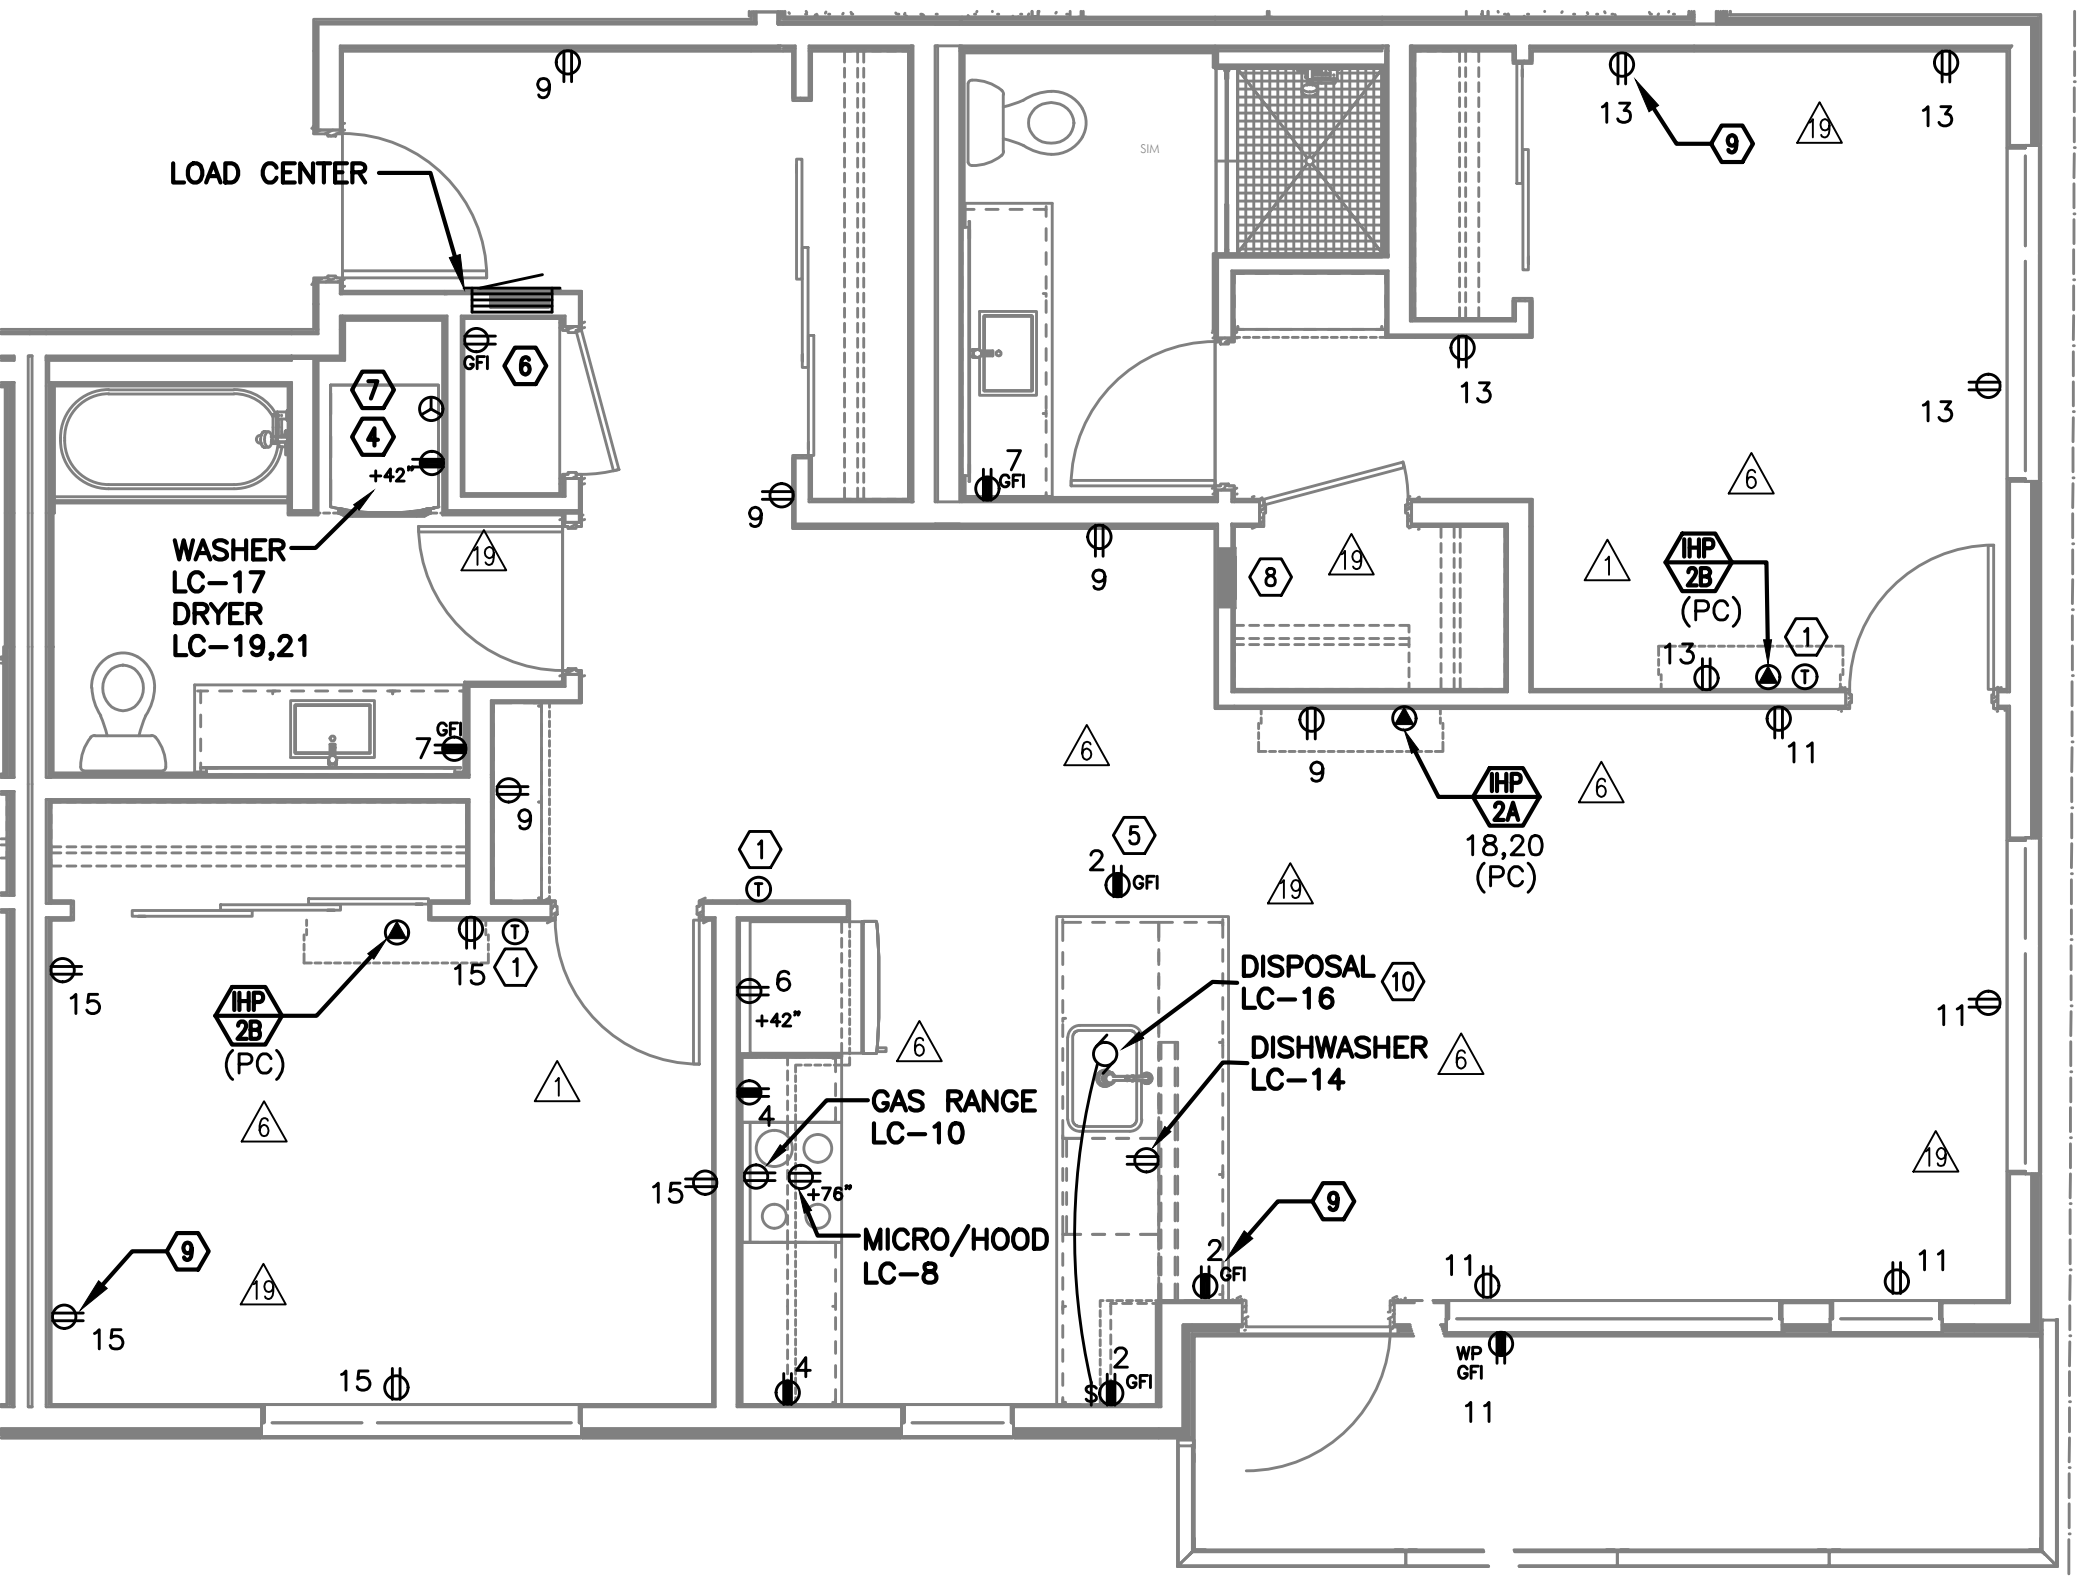 9
13
13
9
19
SIM
LOAD CENTER
GFI
6
7
4
+42"
13
13
7
GFI
9
6
9
WASHER
LC-17
DRYER
LC-19,21
19
8
19
1
IHP
2B
(PC)
1
13
GFI
7
9
6
9
11
IHP
2A
18,20
(PC)
6
1
T
5
2
GFI
19
T
15
1
15
IHP
2B
(PC)
6
+42"
6
DISPOSAL
LC-16
10
11
DISHWASHER
LC-14
6
1
6
4
GAS RANGE
LC-10
15
+76"
MICRO/HOOD
LC-8
19
9
9
2
GFI
11
11
19
15
15
4
2
GFI
$
WP
GFI
11
T